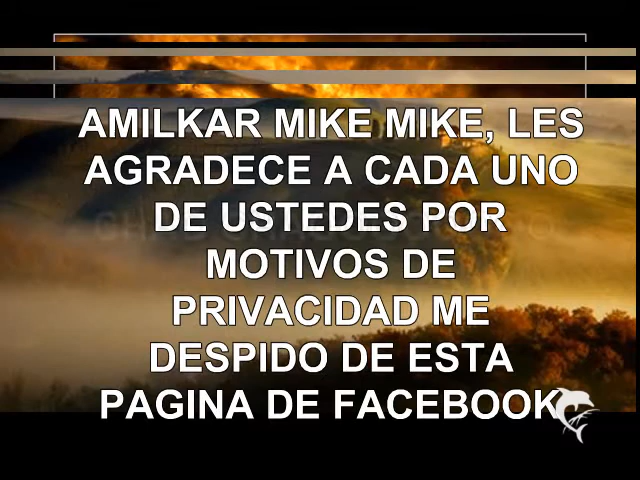 AMILKAR MIKE MIKE, LES
AGRADECE A CADA UNO
DE USTEDES POR
MOTIVOS DE
PRIVACIDAD ME
DESPIDO DE ESTA
PAGINA DE FACEBOOK